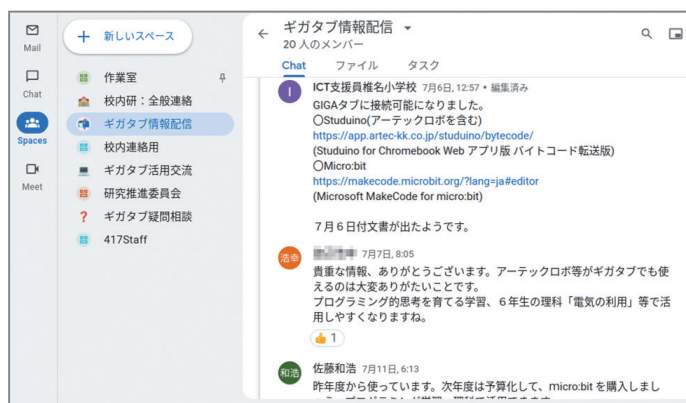 Mail
Chat
Spaces
Meet
+ 新しいスペース
作業室
校内研：全般連絡
ギガタブ情報配信
校内連絡用
ギガタブ活用交流
研究推進委員会
? ギガタブ疑問相談
417Staff
ギガタブ情報配信
20 人のメンバー
Chat ファイル タスク
I ICT支援員椎名小学校 7月6日, 12:57・編集済み
GIGAタブに接続可能になりました。
〇Studuino(アーテックロボを含む)
https://app.artec-kk.co.jp/studuino/bytecode/
(Studuino for Chromebook Web アプリ版 バイトコード転送版)
〇Micro:bit
https://makecode.microbit.org/?lang=ja#editor
(Microsoft MakeCode for micro:bit)
７月６日付文書が出たようです。
浩幸 7月7日, 8:05
貴重な情報、ありがとうございます。アーテックロボ等がギガタブでも使
えるのは大変ありがたいことです。
プログラミング的思考を育てる学習、６年生の理科「電気の利用」等で活
用しやすくなりますね。
👍 1
和浩 佐藤和浩 7月11日, 6:13
昨年度から使っています。次年度は予算化して、micro:bit を購入しまし